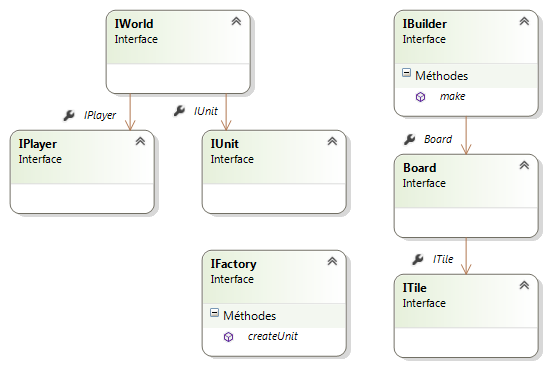 IWorld
Interface
IPlayer
IUnit
IPlayer
Interface
IUnit
Interface
IFactory
Interface
Méthodes
createUnit
IBuilder
Interface
Méthodes
make
Board
Board
Interface
ITile
ITile
Interface